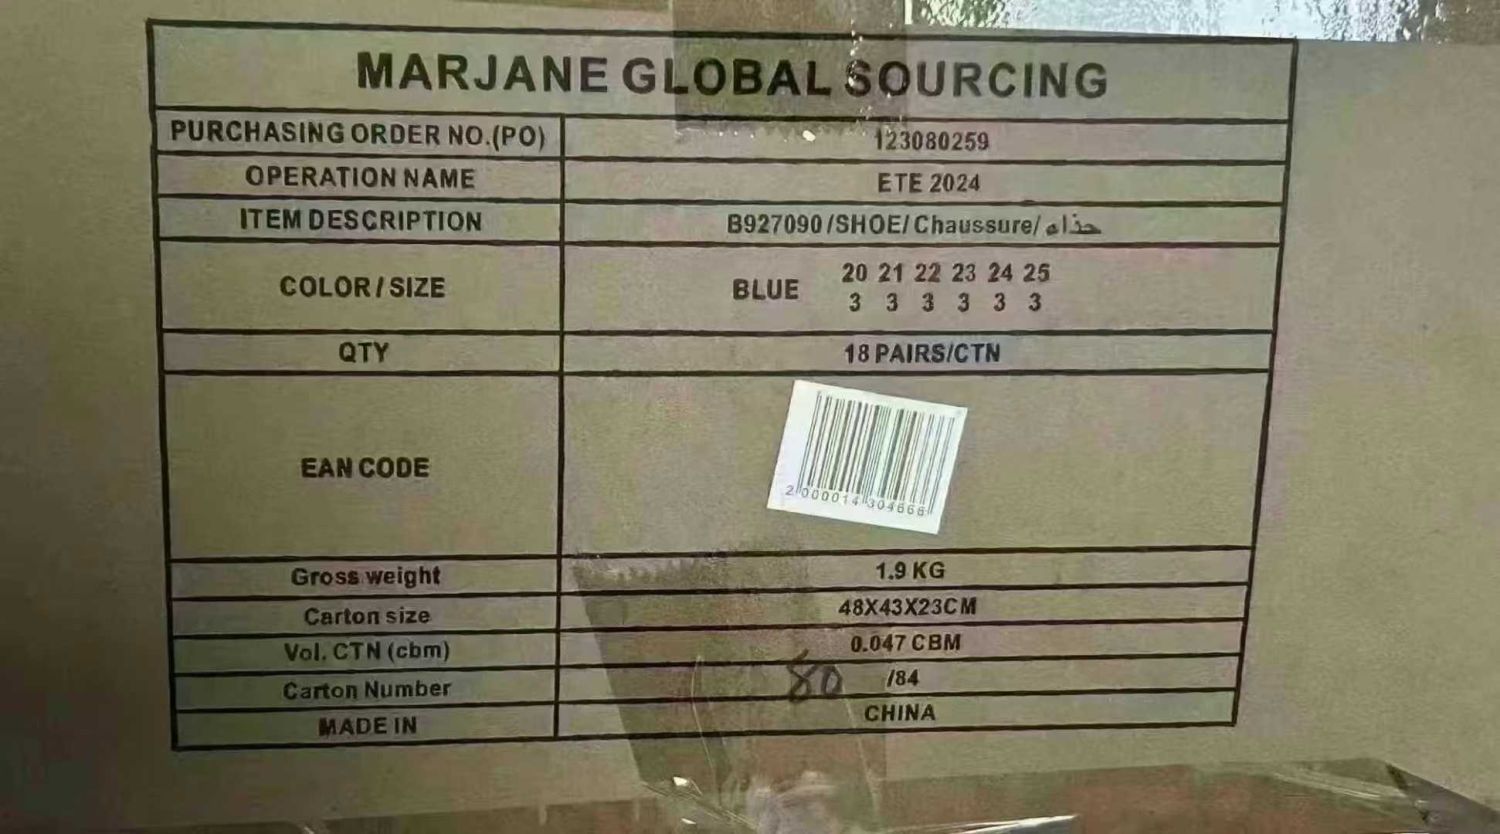 MARJANE GLOBAL SOURCING
PURCHASING ORDER NO.(PO) 123080259
OPERATION NAME ETE 2024
ITEM DESCRIPTION B927090/SHOE/Chaussure/حذاء
COLOR/SIZE BLUE 20 21 22 23 24 25
3 3 3 3 3 3
QTY 18 PAIRS/CTN
EAN CODE
2 000014 304666
Gross weight 1.9 KG
Carton size 48X43X23CM
Vol. CTN (cbm) 0.047 CBM
Carton Number 80 /84
MADE IN CHINA